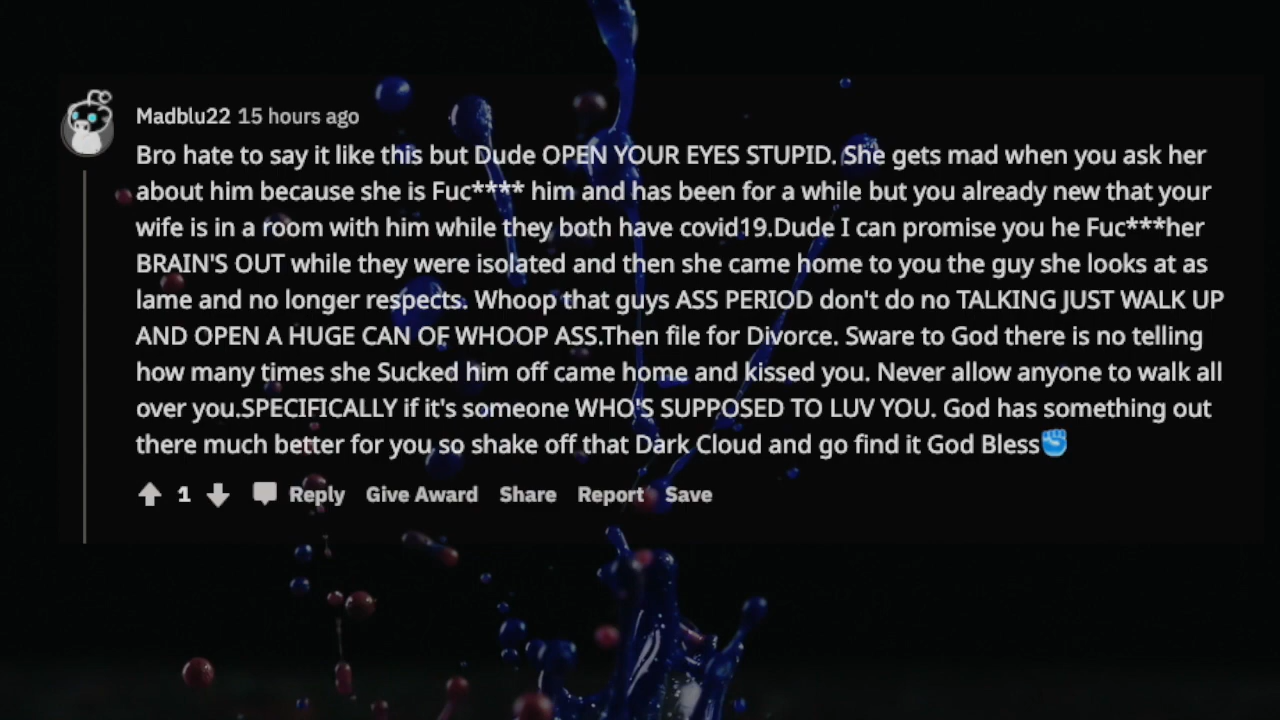 Madblu22 15 hours ago
Bro hate to say it like this but Dude OPEN YOUR EYES STUPID. She gets mad when you ask her
about him because she is Fuc**** him and has been for a while but you already new that your
wife is in a room with him while they both have covid19.Dude I can promise you he Fuc***her
BRAIN'S OUT while they were isolated and then she came home to you the guy she looks at as
lame and no longer respects. Whoop that guys ASS PERIOD don't do no TALKING JUST WALK UP
AND OPEN A HUGE CAN OF WHOOP ASS.Then file for Divorce. Sware to God there is no telling
how many times she Sucked him off came home and kissed you. Never allow anyone to walk all
over you.SPECIFICALLY if it's someone WHO'S SUPPOSED TO LUV YOU. God has something out
there much better for you so shake off that Dark Cloud and go find it God Bless✊
1 Reply Give Award Share Report Save